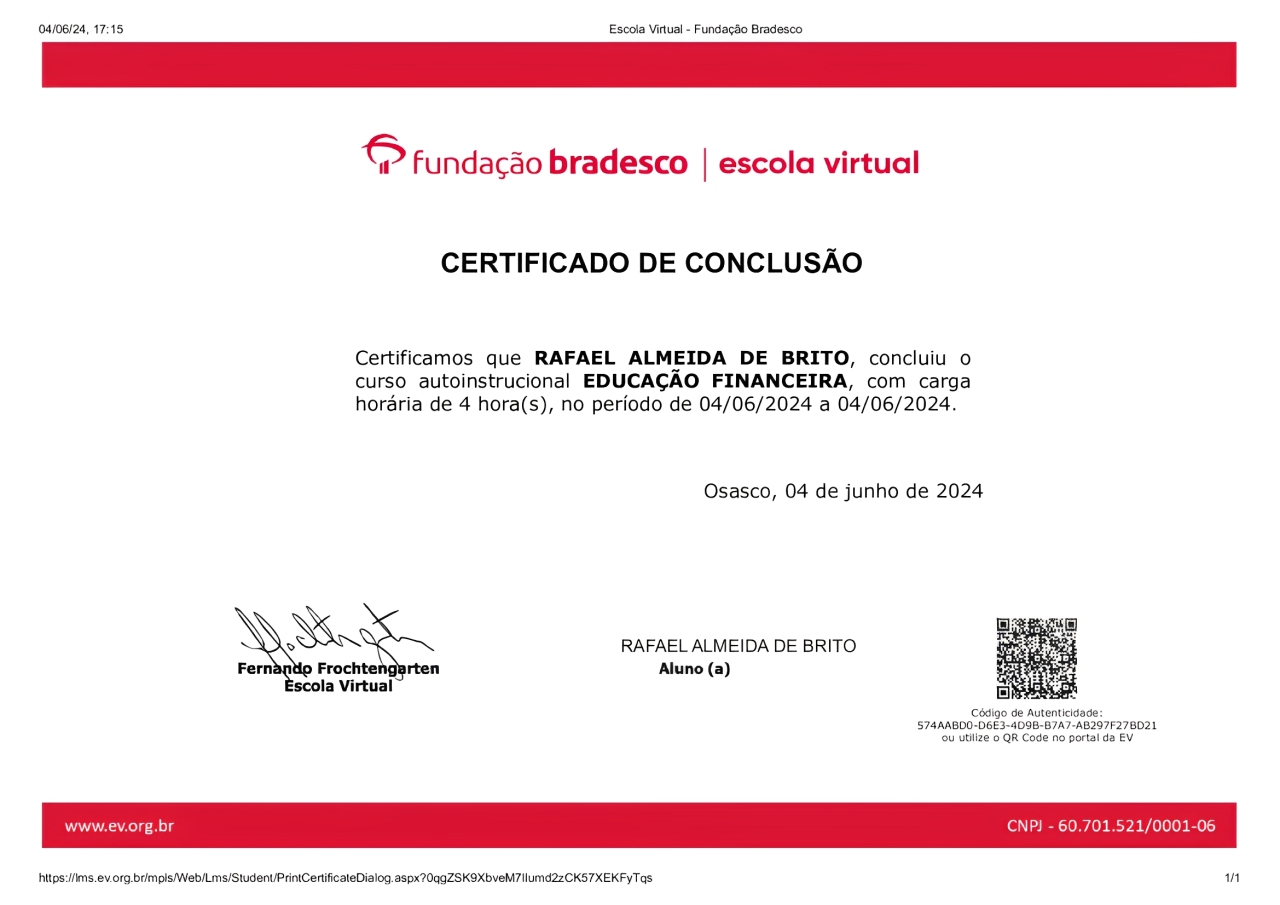 04/06/24, 17:15 Escola Virtual - Fundação Bradesco
fundação bradesco | escola virtual
CERTIFICADO DE CONCLUSÃO
Certificamos que RAFAEL ALMEIDA DE BRITO, concluiu o
curso autoinstrucional EDUCAÇÃO FINANCEIRA, com carga
horária de 4 hora(s), no período de 04/06/2024 a 04/06/2024.
Osasco, 04 de junho de 2024
Fernando Frochtengarten
Escola Virtual
RAFAEL ALMEIDA DE BRITO
Aluno (a)
Código de Autenticidade:
574AABD0-D6E3-4D9B-B7A7-AB297F27BD21
ou utilize o QR Code no portal da EV
www.ev.org.br CNPJ - 60.701.521/0001-06
https://lms.ev.org.br/mpls/Web/Lms/Student/PrintCertificateDialog.aspx?0qgZSK9XbveM7lIumd2zCK57XEKFyTqs 1/1